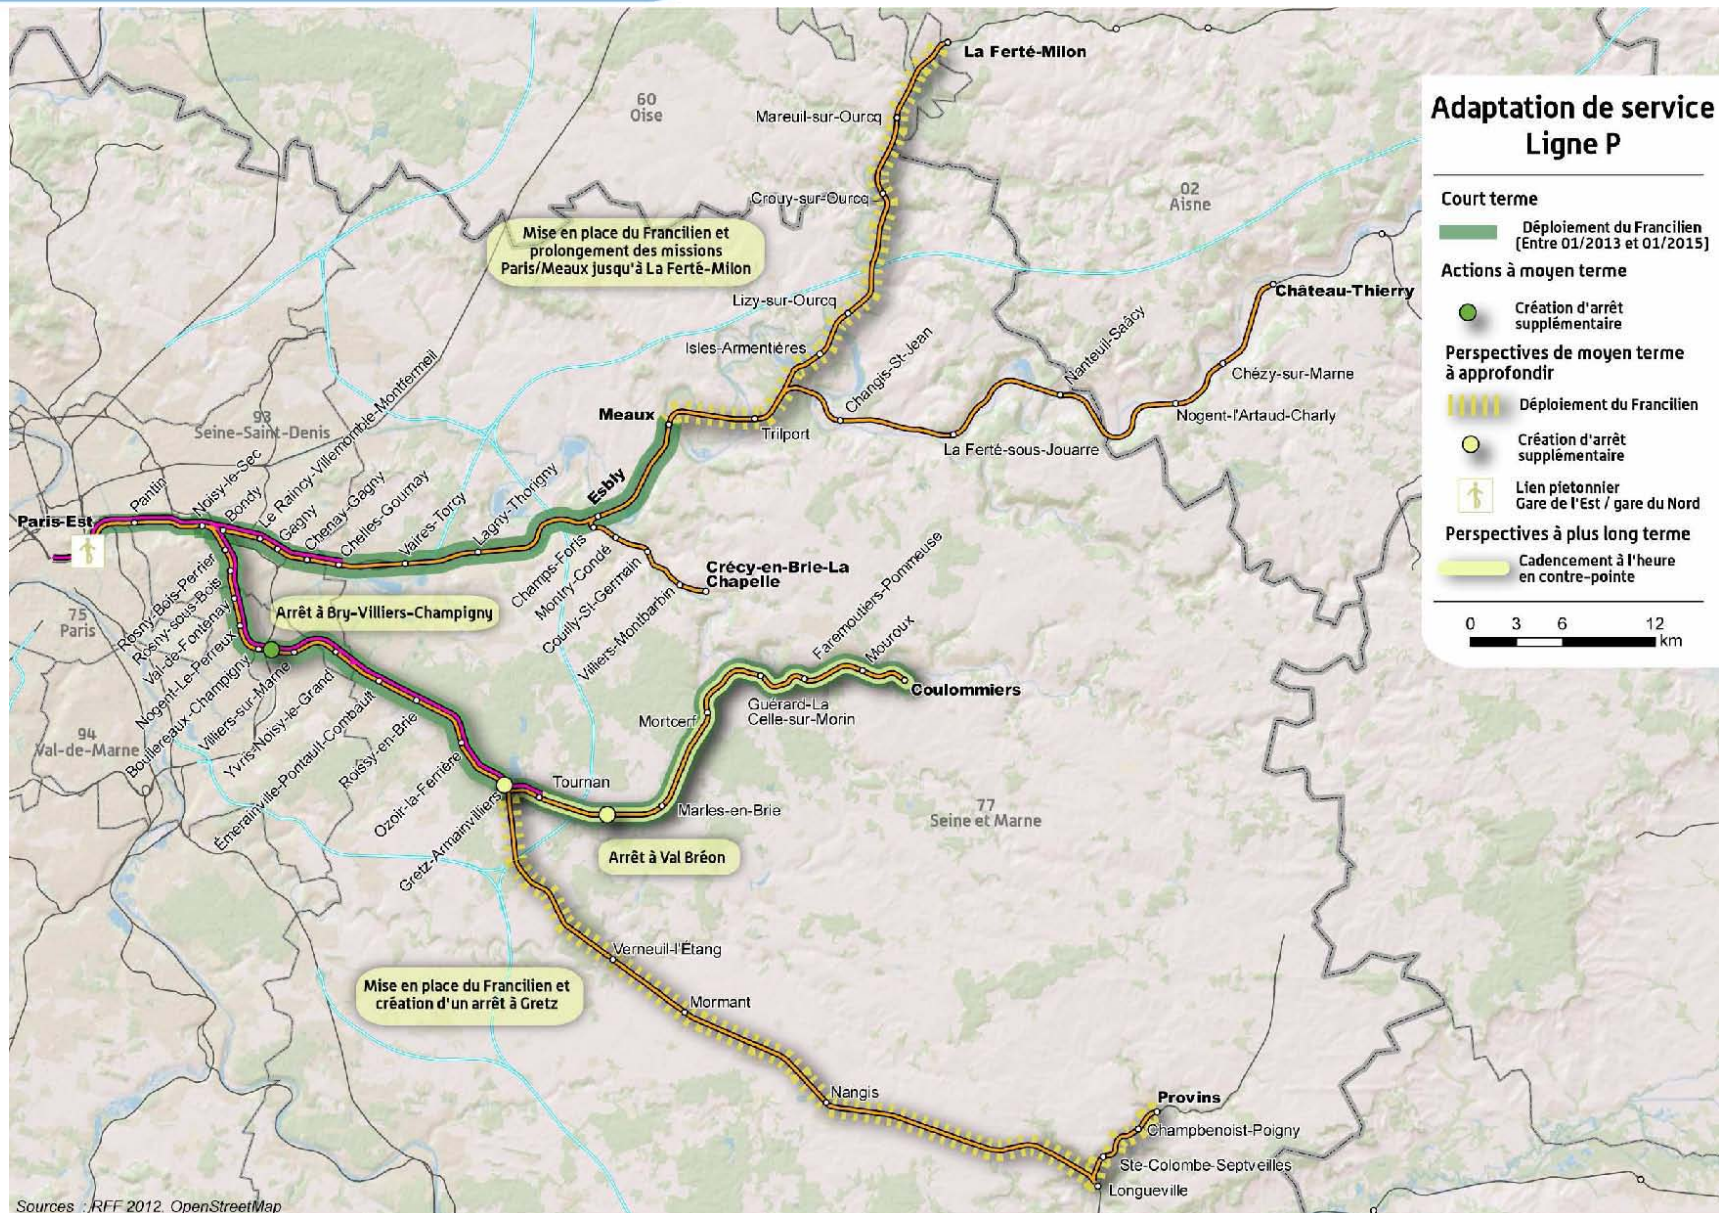 La Ferté-Milon
60
Oise
Mareuil-sur-Ourcq
Crouy-sur-Ourcq
02
Aisne
Mise en place du Francilien et
prolongement des missions
Paris/Meaux jusqu'à La Ferté-Milon
Château-Thierry
Lizy-sur-Ourcq
Isles-Armentières
Changis-St-Jean
Nanteuil-Saâcy
Chézy-sur-Marne
Nogent-l'Artaud-Charly
93
Seine-Saint-Denis
Meaux
Trilport
La Ferté-sous-Jouarre
Paris-Est
Pantin
Noisy-le-Sec
Bondy
Le Raincy-Villemomble-Montfermeil
Gagny
Chenay-Gagny
Chelles-Gournay
Vaires-Torcy
Lagny-Thorigny
Esbly
Champs-Foris
Montry-Condé
Couilly-St-Germain
Villiers-Montbarbin
Crécy-en-Brie-La
Chapelle
75
Paris
Arrêt à Bry-Villiers-Champigny
Rosny-Bois-Perrier
Rosny-sous-Bois
Val-de-Fontenay
Nogent-Le-Perreux
Boullereaux-Champigny
Villiers-sur-Marne
Yvris-Noisy-le-Grand
Émerainville-Pontault-Combault
Roissy-en-Brie
Ozoir-la-Ferrière
Gretz-Armainvilliers
94
Val-de-Marne
Faremoutiers-Pommeuse
Mouroux
Coulommiers
Guérard-La
Celle-sur-Morin
Mortcerf
Tournan
Marles-en-Brie
77
Seine et Marne
Arrêt à Val Bréon
Verneuil-l'Étang
Mise en place du Francilien et
création d'un arrêt à Gretz
Mormant
Nangis
Provins
Champbenoist-Poigny
Ste-Colombe-Septveilles
Longueville
Sources : RFF 2012, OpenStreetMap
Adaptation de service
Ligne P
Court terme
Déploiement du Francilien
(Entre 01/2013 et 01/2015)
Actions à moyen terme
Création d'arrêt
supplémentaire
Perspectives de moyen terme
à approfondir
Déploiement du Francilien
Création d'arrêt
supplémentaire
Lien pietonnier
Gare de l'Est / gare du Nord
Perspectives à plus long terme
Cadencement à l'heure
en contre-pointe
0 3 6 12
km